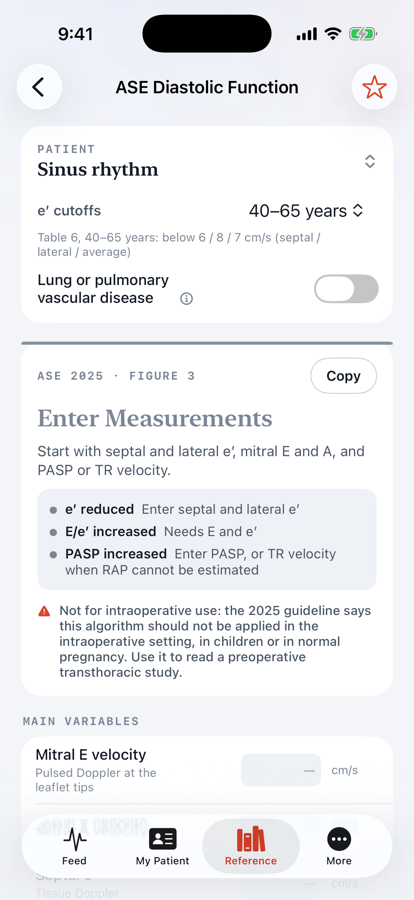 9:41
ASE Diastolic Function
PATIENT
Sinus rhythm
e′ cutoffs
40–65 years
Table 6, 40–65 years: below 6 / 8 / 7 cm/s (septal /
lateral / average)
Lung or pulmonary
vascular disease
ASE 2025 · FIGURE 3
Copy
Enter Measurements
Start with septal and lateral e′, mitral E and A, and
PASP or TR velocity.
e′ reduced Enter septal and lateral e′
E/e′ increased Needs E and e′
PASP increased Enter PASP, or TR velocity
when RAP cannot be estimated
Not for intraoperative use: the 2025 guideline says
this algorithm should not be applied in the
intraoperative setting, in children or in normal
pregnancy. Use it to read a preoperative
transthoracic study.
MAIN VARIABLES
Mitral E velocity
Pulsed Doppler at the
leaflet tips
— cm/s
Feed
My Patient
Reference
More
Tissue Doppler
— cm/s